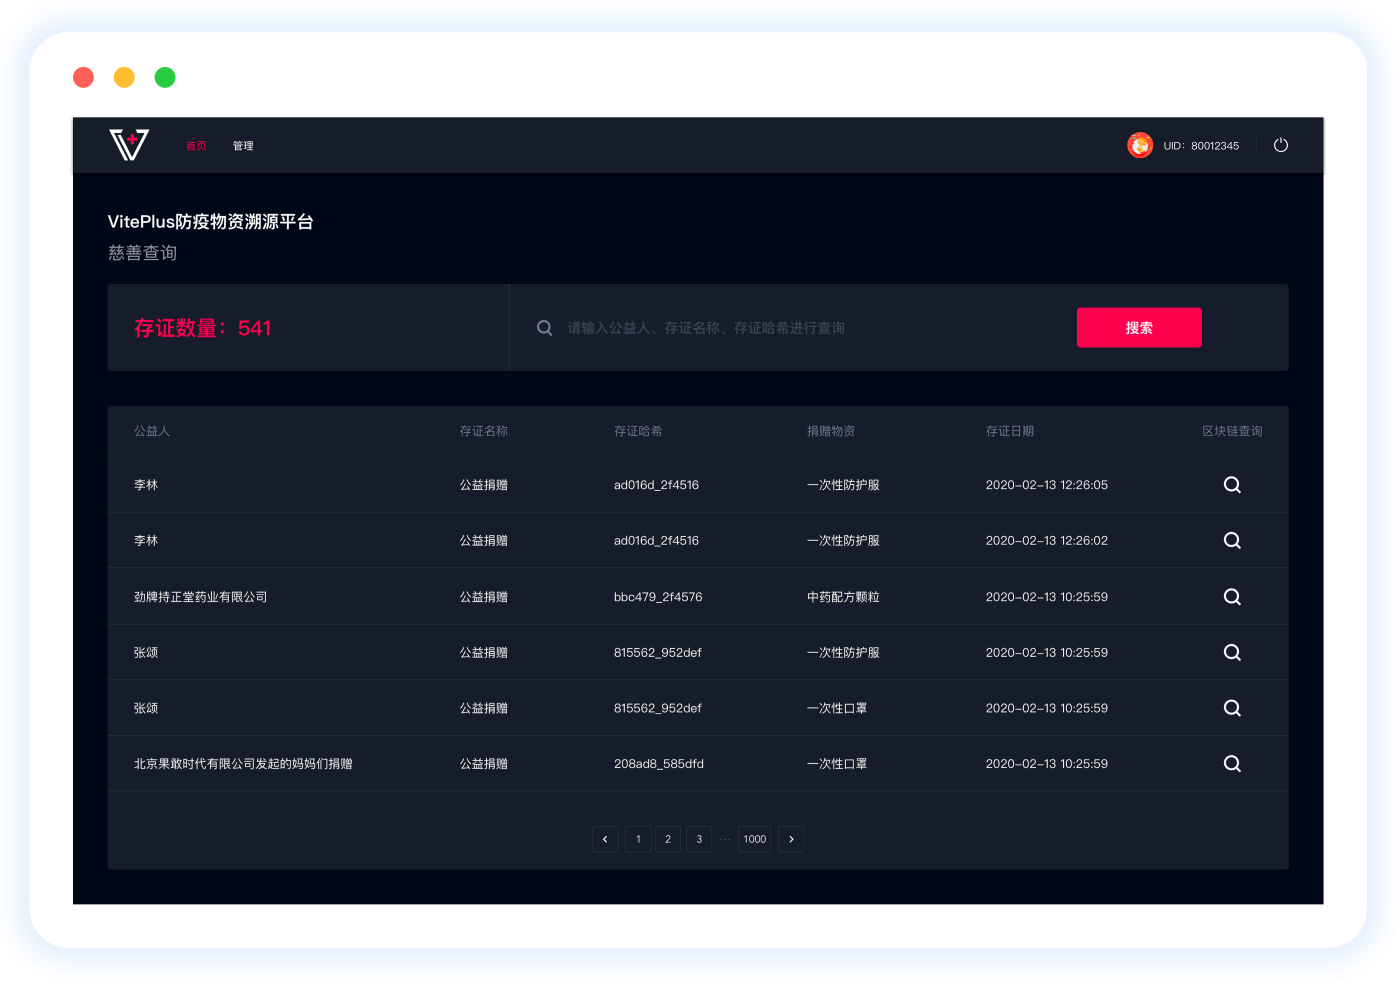 首页 管理 UID：80012345
VitePlus防疫物资溯源平台
慈善查询
存证数量：541 请输入公益人、存证名称、存证哈希进行查询 搜索
公益人 存证名称 存证哈希 捐赠物资 存证日期 区块链查询
李林 公益捐赠 ad016d_2f4516 一次性防护服 2020-02-13 12:26:05
李林 公益捐赠 ad016d_2f4516 一次性防护服 2020-02-13 12:26:02
劲牌持正堂药业有限公司 公益捐赠 bbc479_2f4576 中药配方颗粒 2020-02-13 10:25:59
张颂 公益捐赠 815562_952def 一次性防护服 2020-02-13 10:25:59
张颂 公益捐赠 815562_952def 一次性口罩 2020-02-13 10:25:59
北京果敢时代有限公司发起的妈妈们捐赠 公益捐赠 208ad8_585dfd 一次性口罩 2020-02-13 10:25:59
< 1 2 3 ··· 1000 >